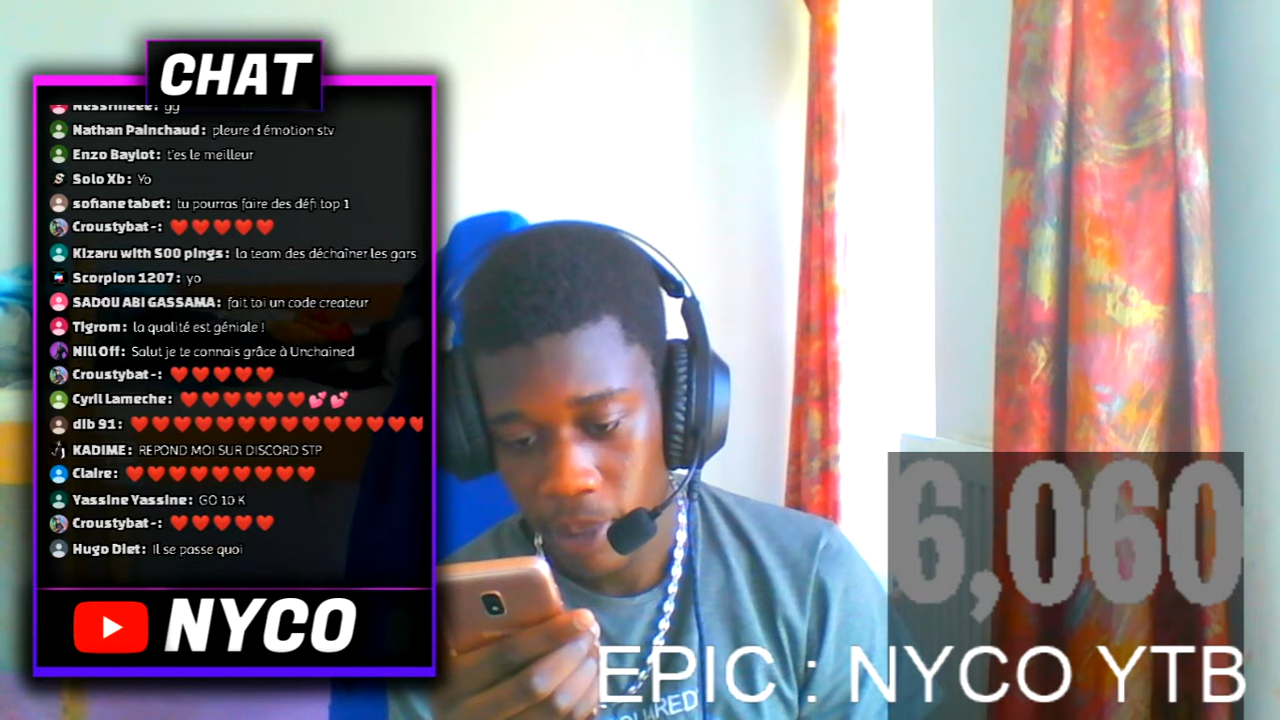 CHAT
Nessrineee: gg
Nathan Painchaud: pleure d émotion stv
Enzo Baylot: t'es le meilleur
Solo Xb: Yo
sofiane tabet: tu pourras faire des défi top 1
Croustybat-: ❤❤❤❤❤
Kizaru with 500 pings: la team des déchaîner les gars
Scorpion 1207: yo
SADOU ABI GASSAMA: fait toi un code createur
Tigrom: la qualité est géniale !
Nill Off: Salut je te connais grâce à Unchained
Croustybat-: ❤❤❤❤❤
Cyril Lameche: ❤❤❤❤❤❤💕💕
dlb 91: ❤❤❤❤❤❤❤❤❤❤❤❤❤❤
KADIME: REPOND MOI SUR DISCORD STP
Claire: ❤❤❤❤❤❤❤❤❤
Yassine Yassine: GO 10 K
Croustybat-: ❤❤❤❤❤
Hugo Diet: Il se passe quoi
NYCO
6,060
EPIC : NYCO YTB